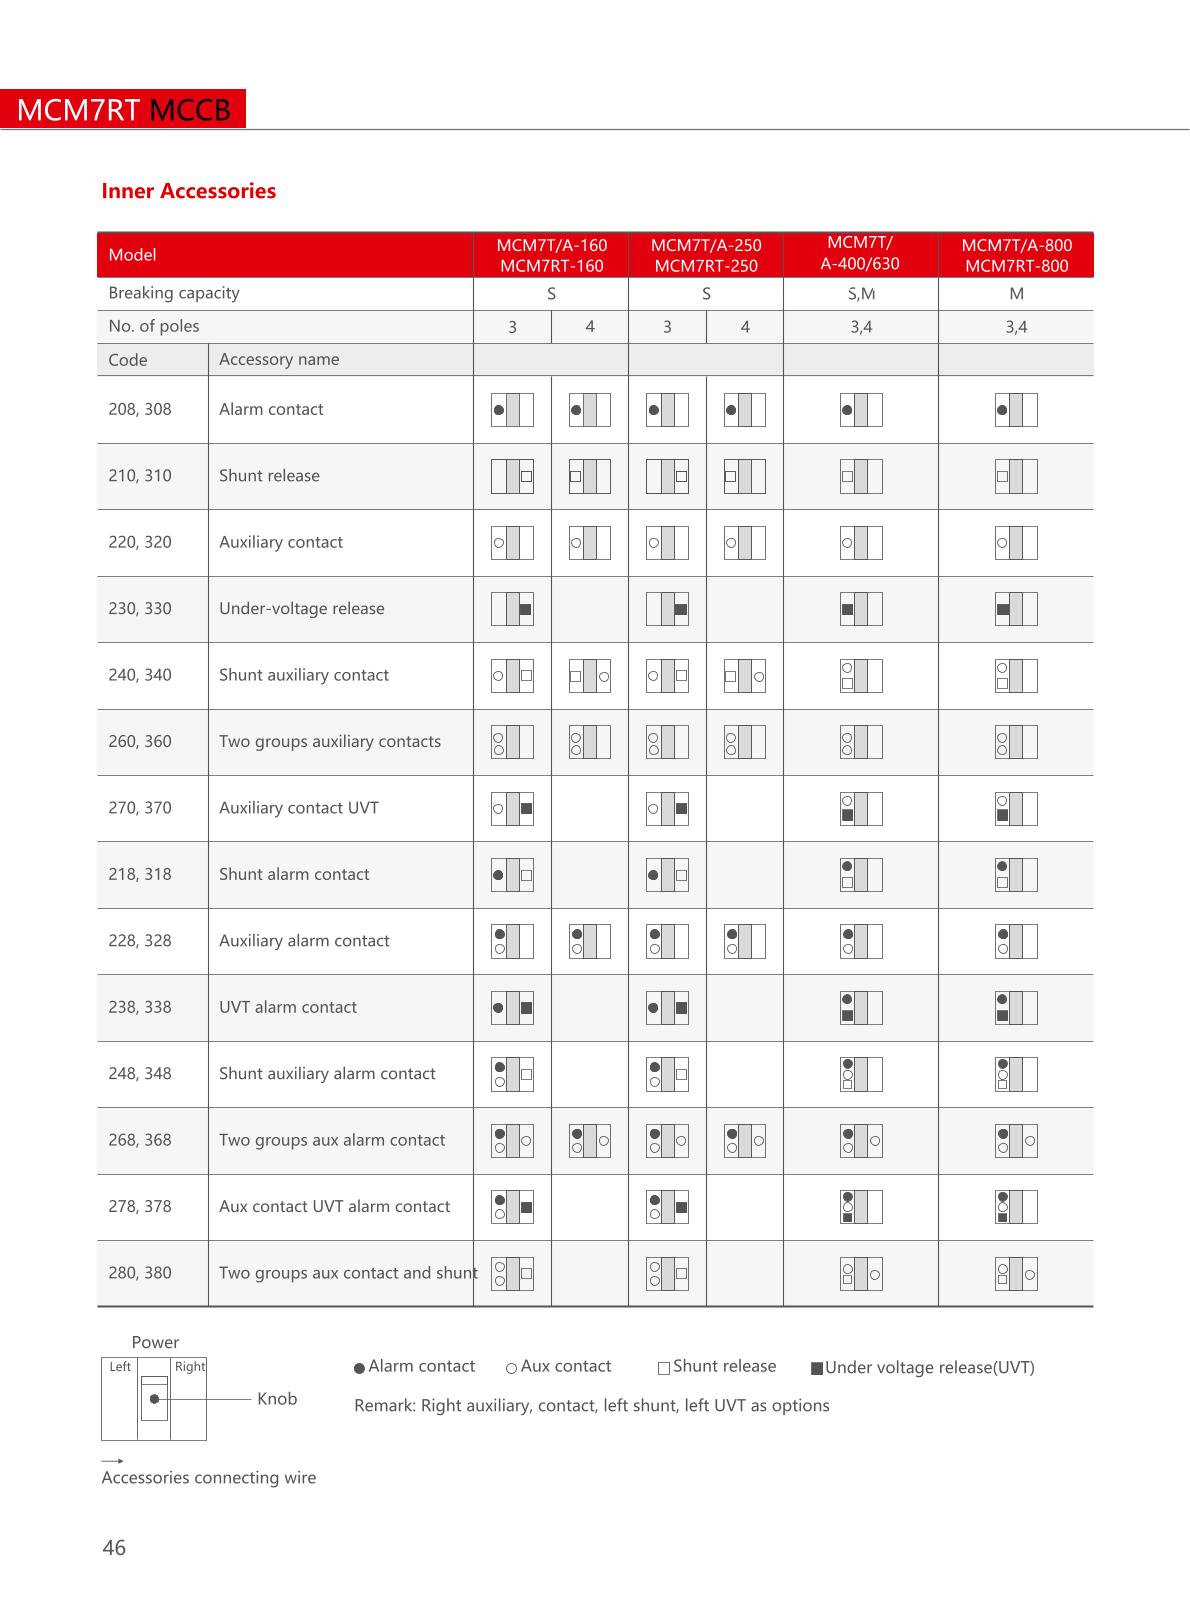 MCM7RT MCCB
Inner Accessories
Model
MCM7T/A-160
MCM7RT-160
MCM7T/A-250
MCM7RT-250
MCM7T/
A-400/630
MCM7T/A-800
MCM7RT-800
Breaking capacity S S S,M M
No. of poles 3 4 3 4 3,4 3,4
Code Accessory name
208, 308 Alarm contact
210, 310 Shunt release
220, 320 Auxiliary contact
230, 330 Under-voltage release
240, 340 Shunt auxiliary contact
260, 360 Two groups auxiliary contacts
270, 370 Auxiliary contact UVT
218, 318 Shunt alarm contact
228, 328 Auxiliary alarm contact
238, 338 UVT alarm contact
248, 348 Shunt auxiliary alarm contact
268, 368 Two groups aux alarm contact
278, 378 Aux contact UVT alarm contact
280, 380 Two groups aux contact and shunt
Power
Left Right
Knob
Accessories connecting wire
Alarm contact Aux contact Shunt release Under voltage release(UVT)
Remark: Right auxiliary, contact, left shunt, left UVT as options
46